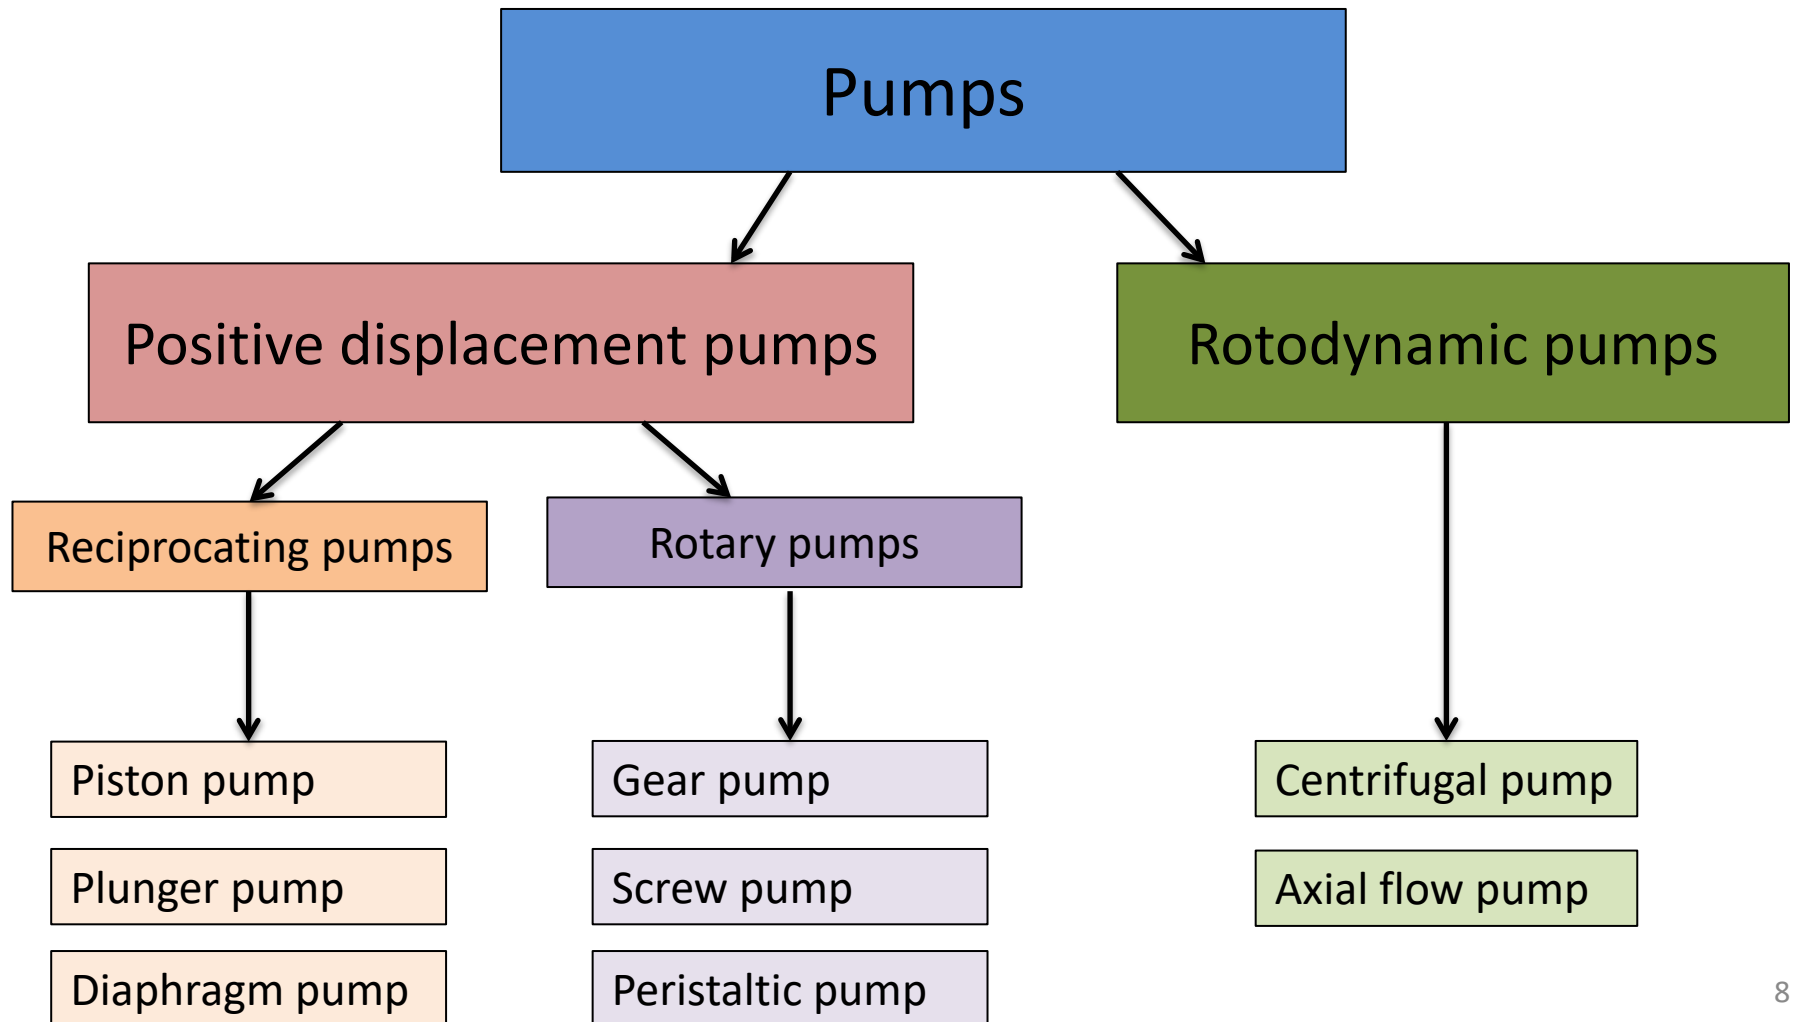 Pumps
Positive displacement pumps
Rotodynamic pumps
Reciprocating pumps
Rotary pumps
Piston pump
Gear pump
Centrifugal pump
Plunger pump
Screw pump
Axial flow pump
Diaphragm pump
Peristaltic pump
8